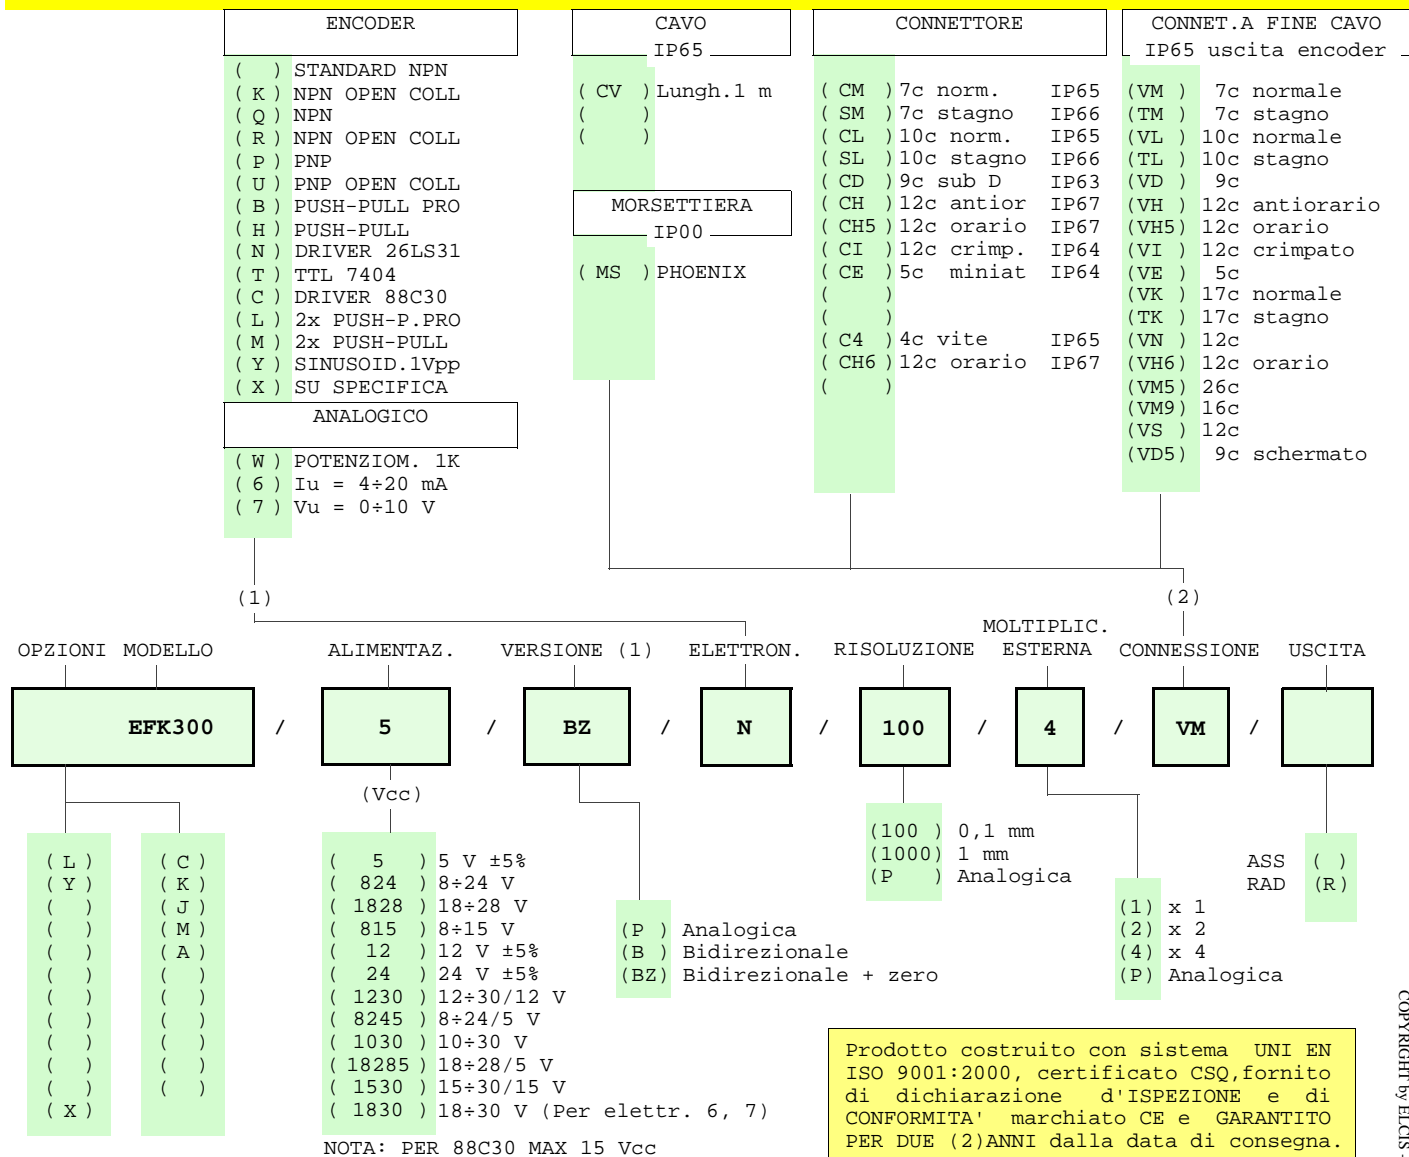 ENCODER
( ) STANDARD NPN
( K ) NPN OPEN COLL
( Q ) NPN
( R ) NPN OPEN COLL
( P ) PNP
( U ) PNP OPEN COLL
( B ) PUSH-PULL PRO
( H ) PUSH-PULL
( N ) DRIVER 26LS31
( T ) TTL 7404
( C ) DRIVER 88C30
( L ) 2x PUSH-P.PRO
( M ) 2x PUSH-PULL
( Y ) SINUSOID.1Vpp
( X ) SU SPECIFICA
ANALOGICO
( W ) POTENZIOM. 1K
( 6 ) Iu = 4÷20 mA
( 7 ) Vu = 0÷10 V
(1)
CAVO
IP65
( CV ) Lungh.1 m
( )
( )
MORSETTIERA
IP00
( MS ) PHOENIX
CONNETTORE
( CM ) 7c norm. IP65
( SM ) 7c stagno IP66
( CL ) 10c norm. IP65
( SL ) 10c stagno IP66
( CD ) 9c sub D IP63
( CH ) 12c antior IP67
( CH5 ) 12c orario IP67
( CI ) 12c crimp. IP64
( CE ) 5c miniat IP64
( )
( )
( C4 ) 4c vite IP65
( CH6 ) 12c orario IP67
( )
CONNET.A FINE CAVO
IP65 uscita encoder
(VM ) 7c normale
(TM ) 7c stagno
(VL ) 10c normale
(TL ) 10c stagno
(VD ) 9c
(VH ) 12c antiorario
(VH5) 12c orario
(VI ) 12c crimpato
(VE ) 5c
(VK ) 17c normale
(TK ) 17c stagno
(VN ) 12c
(VH6) 12c orario
(VM5) 26c
(VM9) 16c
(VS ) 12c
(VD5) 9c schermato
(2)
OPZIONI MODELLO ALIMENTAZ. VERSIONE (1) ELETTRON. RISOLUZIONE MOLTIPLIC. ESTERNA CONNESSIONE USCITA
EFK300 / 5 / BZ / N / 100 / 4 / VM /
( L )
( Y )
( )
( )
( )
( )
( )
( )
( )
( )
( )
( X )
( C )
( K )
( J )
( M )
( A )
( )
( )
( )
( )
( )
( )
(Vcc)
( 5 ) 5 V ±5%
( 824 ) 8÷24 V
( 1828 ) 18÷28 V
( 815 ) 8÷15 V
( 12 ) 12 V ±5%
( 24 ) 24 V ±5%
( 1230 ) 12÷30/12 V
( 8245 ) 8÷24/5 V
( 1030 ) 10÷30 V
( 18285 ) 18÷28/5 V
( 1530 ) 15÷30/15 V
( 1830 ) 18÷30 V (Per elettr. 6, 7)
NOTA: PER 88C30 MAX 15 Vcc
(P ) Analogica
(B ) Bidirezionale
(BZ) Bidirezionale + zero
(100 ) 0,1 mm
(1000) 1 mm
(P ) Analogica
(1) x 1
(2) x 2
(4) x 4
(P) Analogica
ASS ( )
RAD (R)
Prodotto costruito con sistema UNI EN
ISO 9001:2000, certificato CSQ,fornito
di dichiarazione d'ISPEZIONE e di
CONFORMITA' marchiato CE e GARANTITO
PER DUE (2)ANNI dalla data di consegna.
COPYRIGHT by ELCIS -